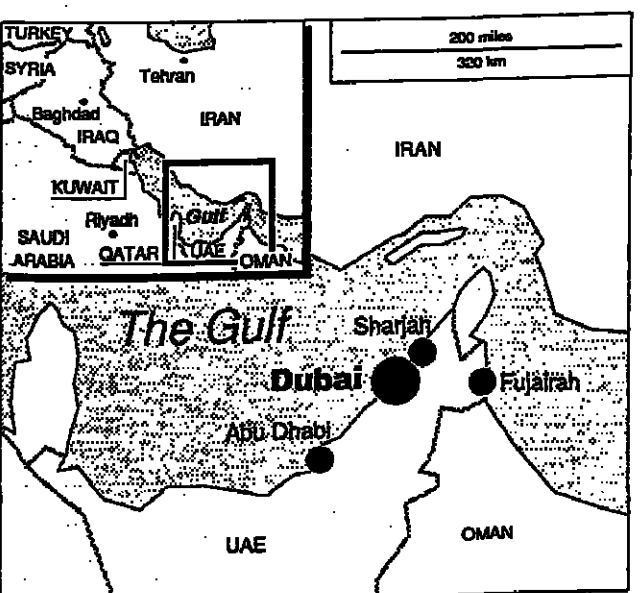 TURKEY
SYRIA
Tehran
Baghdad
IRAQ
IRAN
KUWAIT
Riyadh
Gulf
SAUDI
ARABIA
QATAR
UAE
OMAN
200 miles
320 km
IRAN
The Gulf
Sharjah
Dubai
Fujairah
Abu Dhabi
UAE
OMAN